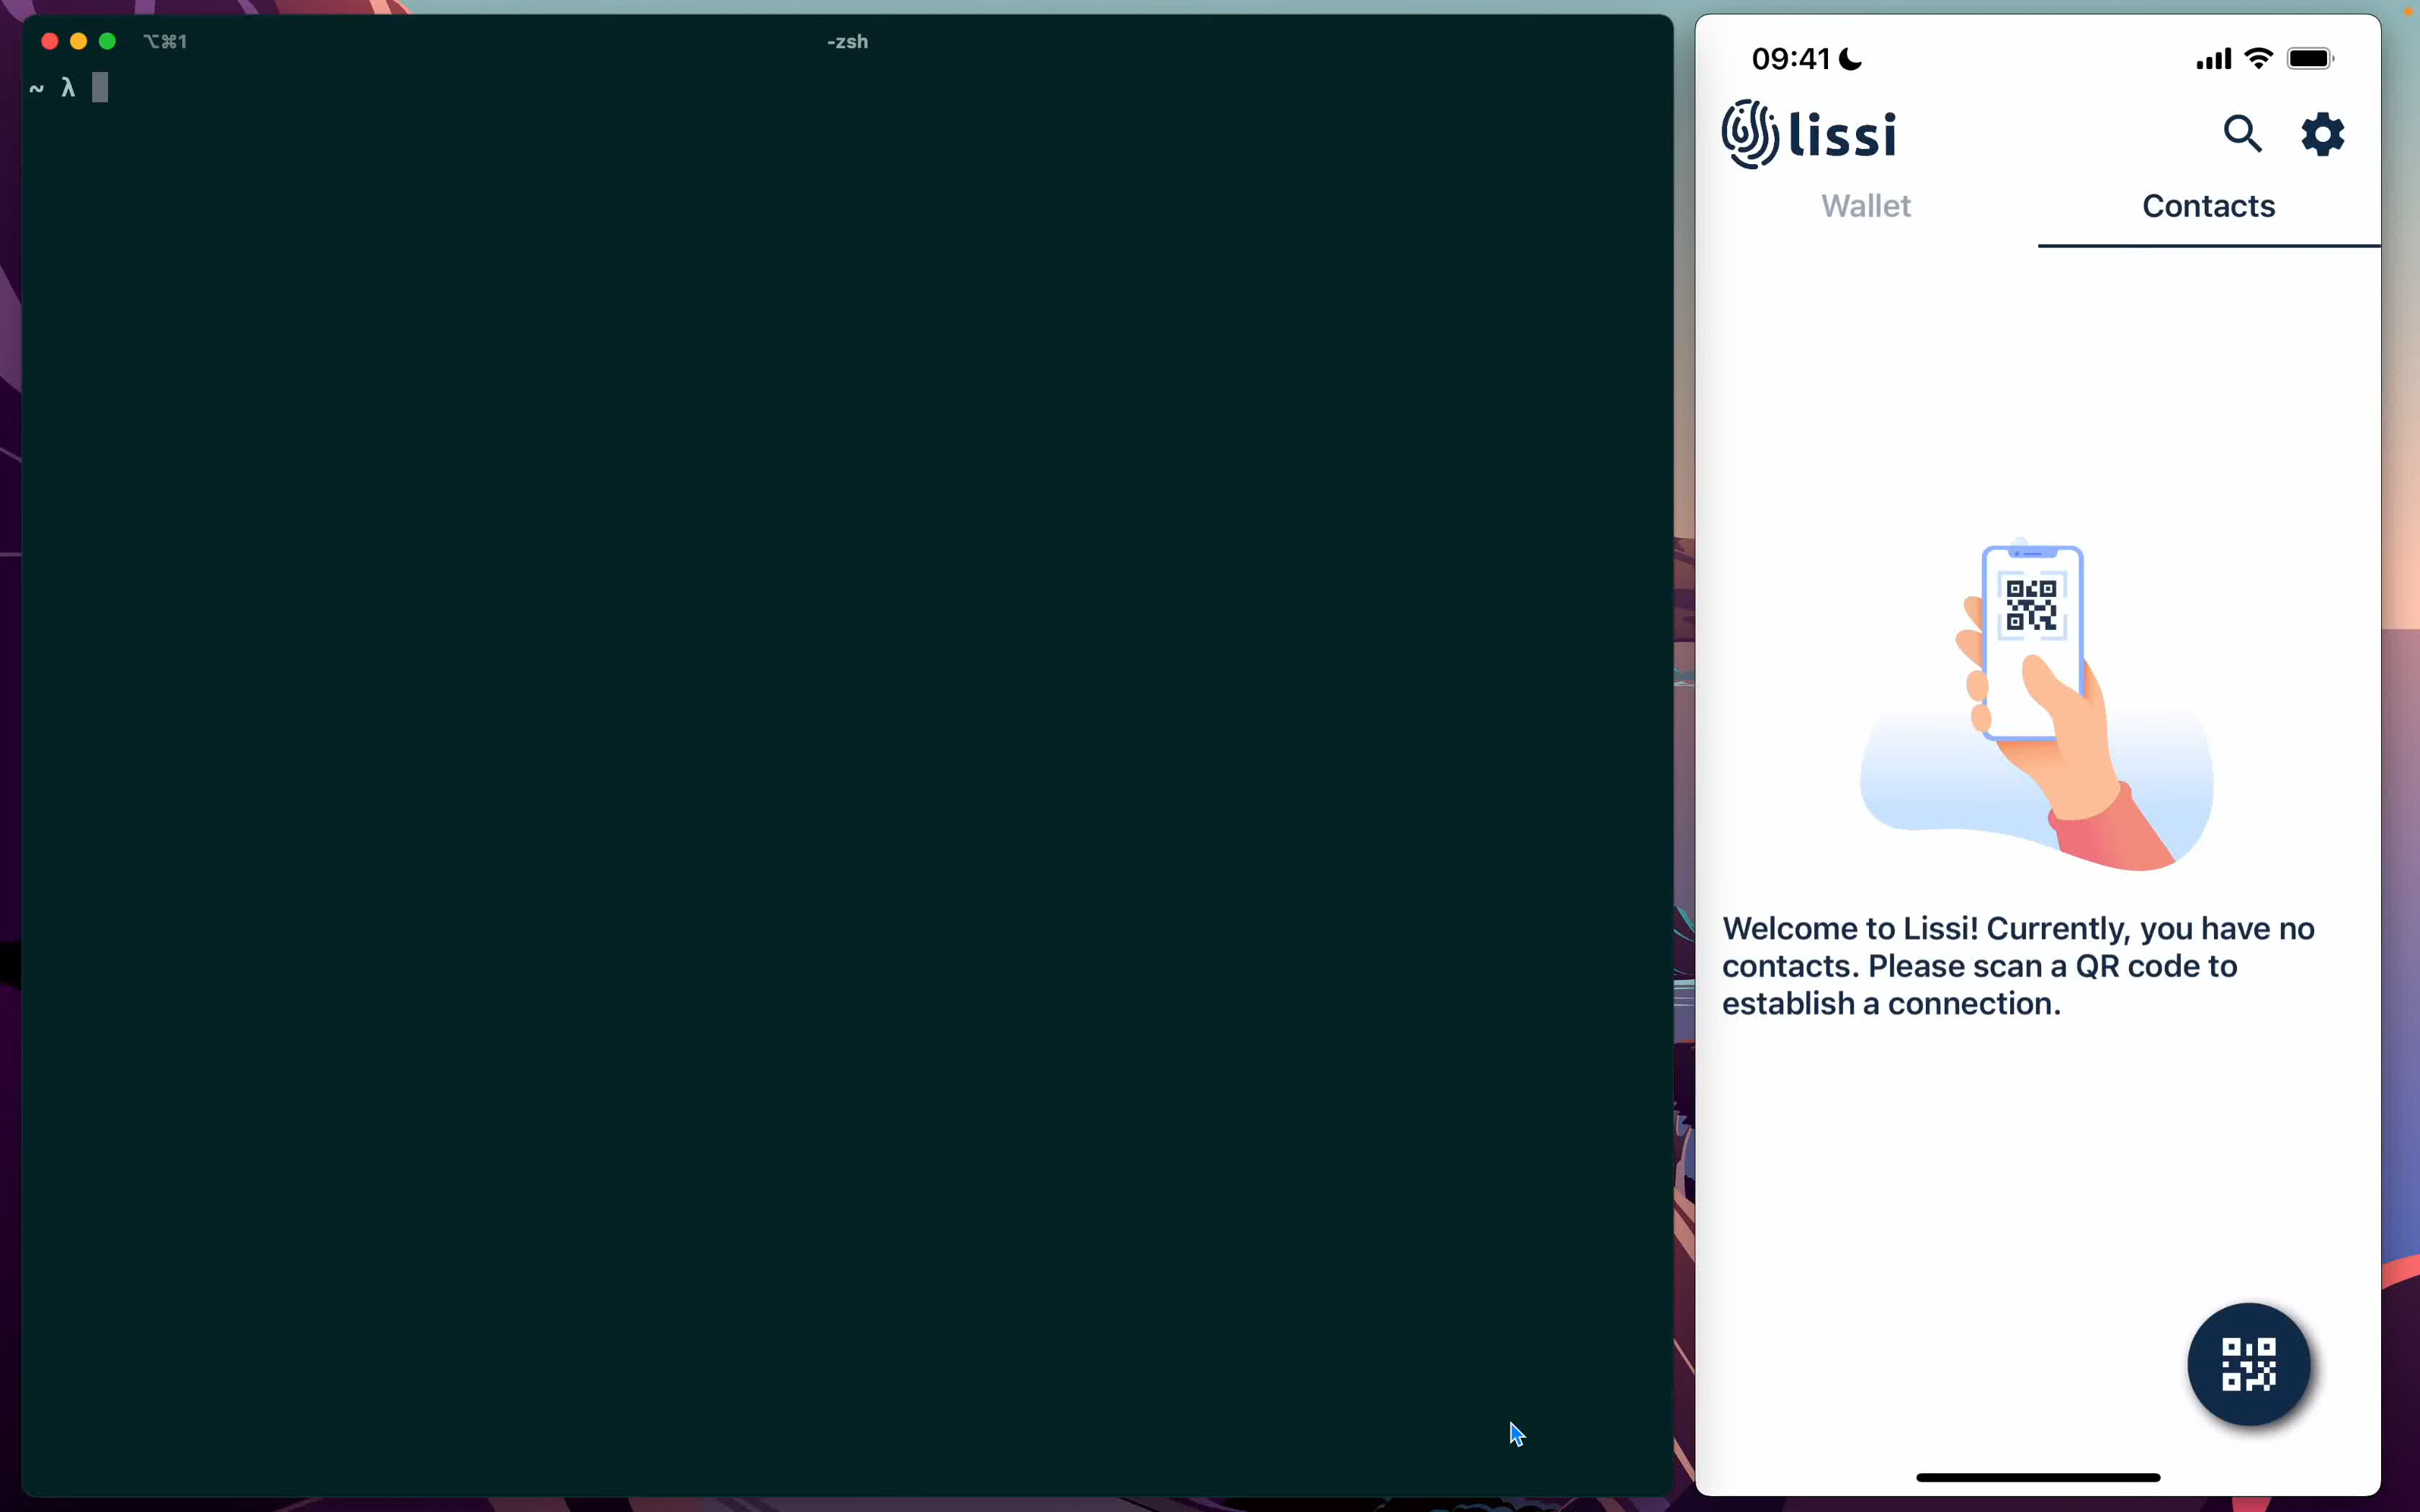 ⌥⌘1
-zsh
~ λ
09:41
lissi
Wallet
Contacts
Welcome to Lissi! Currently, you have no
contacts. Please scan a QR code to
establish a connection.